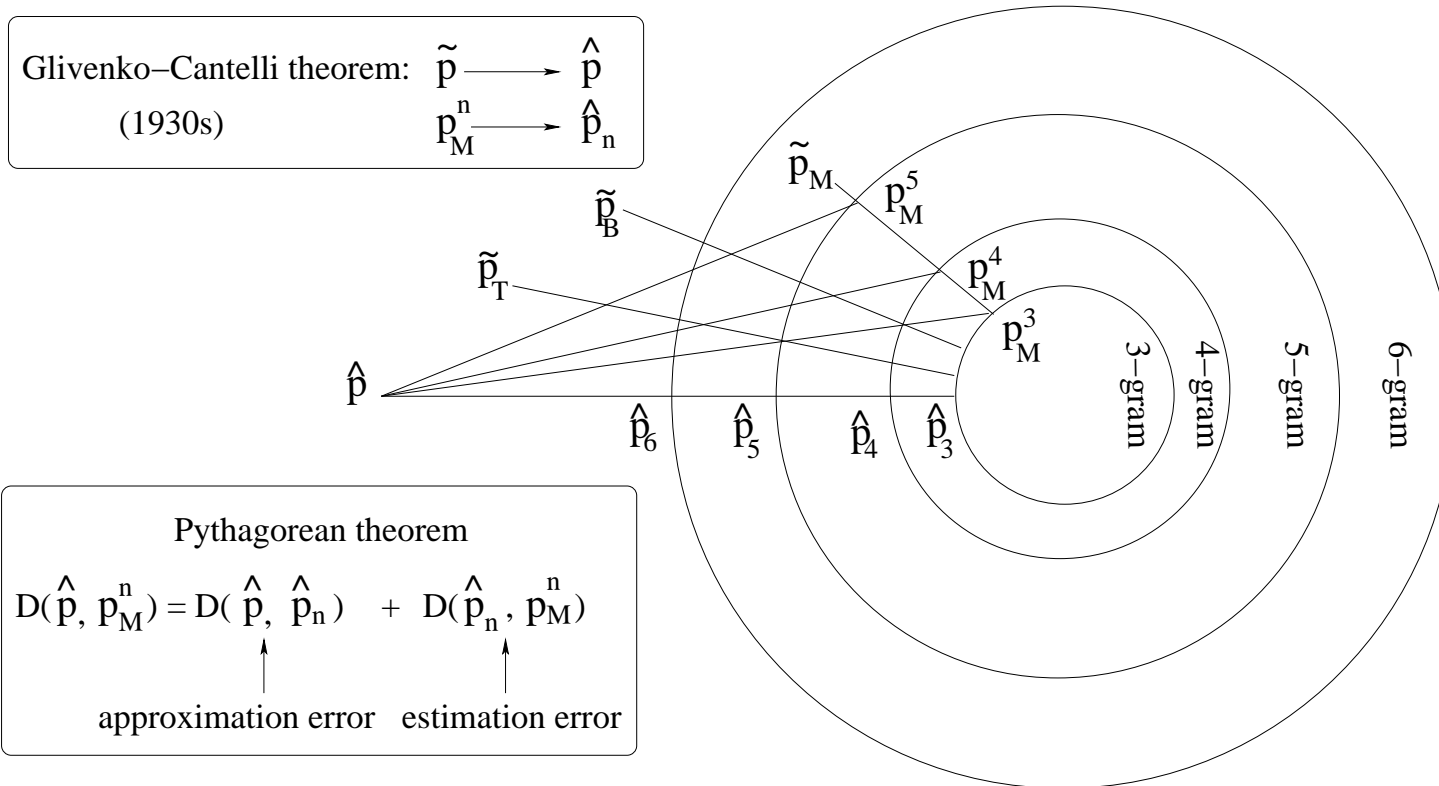 Glivenko–Cantelli theorem: p̃ → p̂
(1930s) p_M^n → p̂_n
p̃_M
p_M^5
p̃_B
p̃_T
p_M^4
p_M^3
p̂
p̂_6 p̂_5 p̂_4 p̂_3
3–gram 4–gram 5–gram 6–gram
Pythagorean theorem
D( p̂, p_M^n ) = D( p̂, p̂_n ) + D( p̂_n , p_M^n )
approximation error estimation error